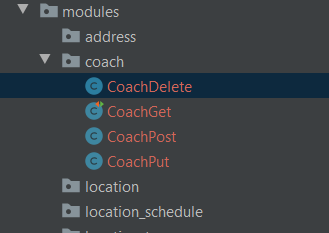 modules
address
coach
CoachDelete
CoachGet
CoachPost
CoachPut
location
location_schedule